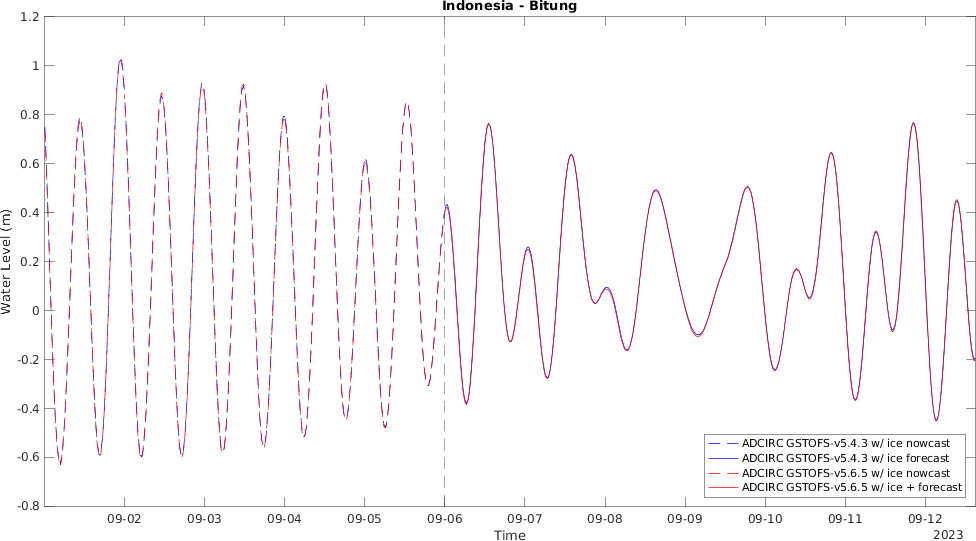 Indonesia - Bitung
1.2
1
0.8
0.6
0.4
0.2
0
-0.2
-0.4
-0.6
-0.8
Water Level (m)
ADCIRC GSTOFS-v5.4.3 w/ ice nowcast
ADCIRC GSTOFS-v5.4.3 w/ ice forecast
ADCIRC GSTOFS-v5.6.5 w/ ice nowcast
ADCIRC GSTOFS-v5.6.5 w/ ice + forecast
09-02 09-03 09-04 09-05 09-06 09-07 09-08 09-09 09-10 09-11 09-12
Time
2023